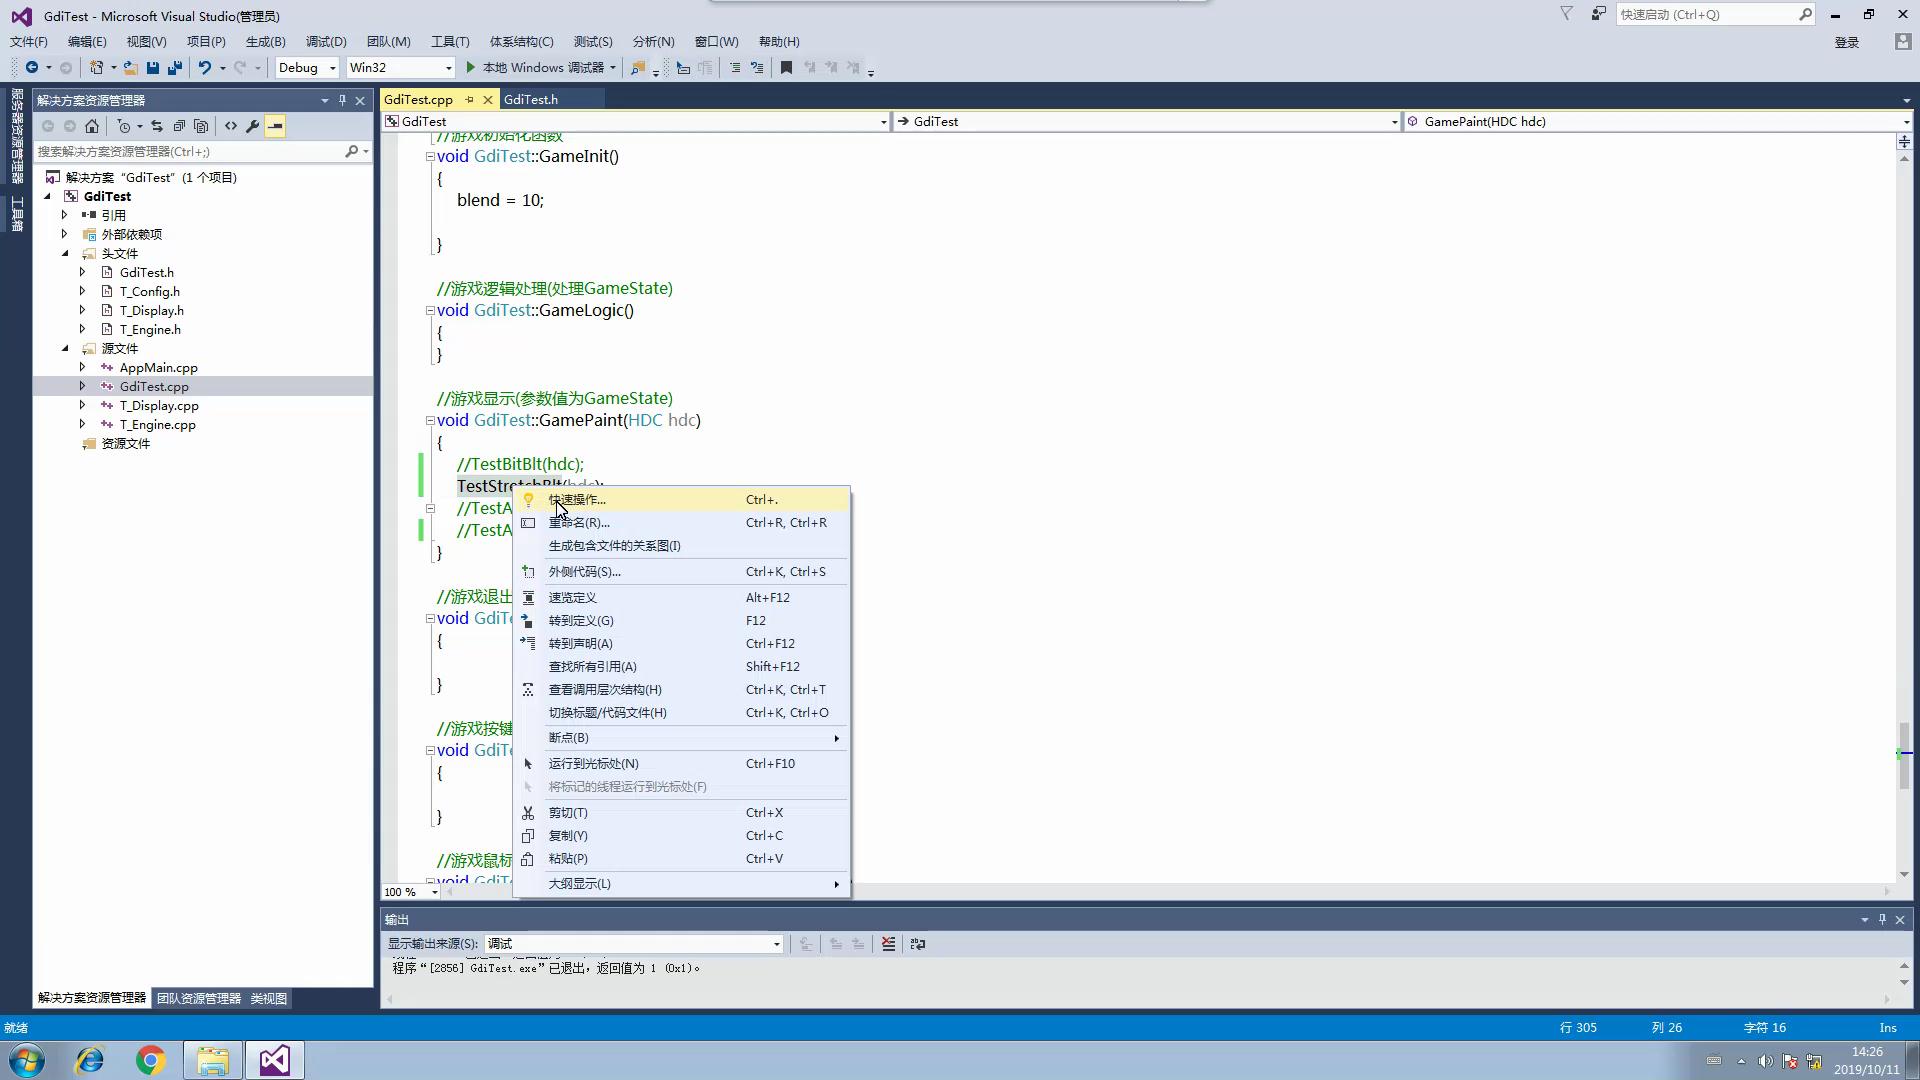 GdiTest - Microsoft Visual Studio(管理员)
快速启动 (Ctrl+Q)
文件(F) 编辑(E) 视图(V) 项目(P) 生成(B) 调试(D) 团队(M) 工具(T) 体系结构(C) 测试(S) 分析(N) 窗口(W) 帮助(H)
登录
Debug Win32 本地 Windows 调试器
服务器资源管理器
工具箱
解决方案资源管理器
搜索解决方案资源管理器(Ctrl+;)
解决方案 “GdiTest” (1 个项目)
GdiTest
引用
外部依赖项
头文件
GdiTest.h
T_Config.h
T_Display.h
T_Engine.h
源文件
AppMain.cpp
GdiTest.cpp
T_Display.cpp
T_Engine.cpp
资源文件
解决方案资源管理器 团队资源管理器 类视图
GdiTest.cpp GdiTest.h
GdiTest GdiTest GamePaint(HDC hdc)
//游戏初始化函数
void GdiTest::GameInit()
{
blend = 10;
}
//游戏逻辑处理(处理GameState)
void GdiTest::GameLogic()
{
}
//游戏显示(参数值为GameState)
void GdiTest::GamePaint(HDC hdc)
{
//TestBitBlt(hdc);
TestStretchBlt(hdc);
//TestA
//TestA
}
//游戏退出
void GdiTe
{
}
//游戏按键
void GdiTe
{
}
//游戏鼠标
void GdiTe
快速操作... Ctrl+.
重命名(R)... Ctrl+R, Ctrl+R
生成包含文件的关系图(I)
外侧代码(S)... Ctrl+K, Ctrl+S
速览定义 Alt+F12
转到定义(G) F12
转到声明(A) Ctrl+F12
查找所有引用(A) Shift+F12
查看调用层次结构(H) Ctrl+K, Ctrl+T
切换标题/代码文件(H) Ctrl+K, Ctrl+O
断点(B)
运行到光标处(N) Ctrl+F10
将标记的线程运行到光标处(F)
剪切(T) Ctrl+X
复制(Y) Ctrl+C
粘贴(P) Ctrl+V
大纲显示(L)
100 %
输出
显示输出来源(S): 调试
程序“[2856] GdiTest.exe”已退出，返回值为 1 (0x1)。
就绪 行 305 列 26 字符 16 Ins
14:26
2019/10/11